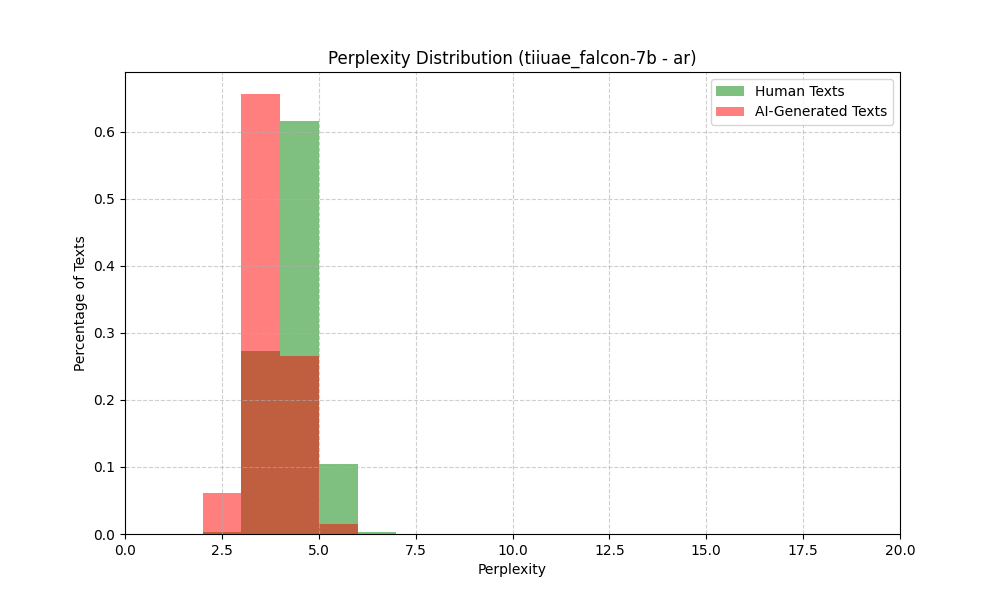 Perplexity Distribution (tiiuae_falcon-7b - ar)
Human Texts
AI-Generated Texts
Percentage of Texts
0.6
0.5
0.4
0.3
0.2
0.1
0.0
0.0 2.5 5.0 7.5 10.0 12.5 15.0 17.5 20.0
Perplexity